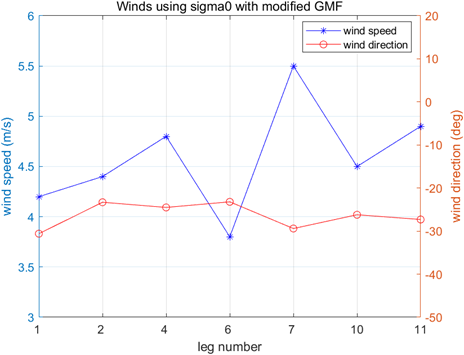 Winds using sigma0 with modified GMF
wind speed
wind direction
6
5.5
5
4.5
4
3.5
3
wind speed (m/s)
20
10
0
-10
-20
-30
-40
-50
wind direction (deg)
1 2 4 6 7 10 11
leg number